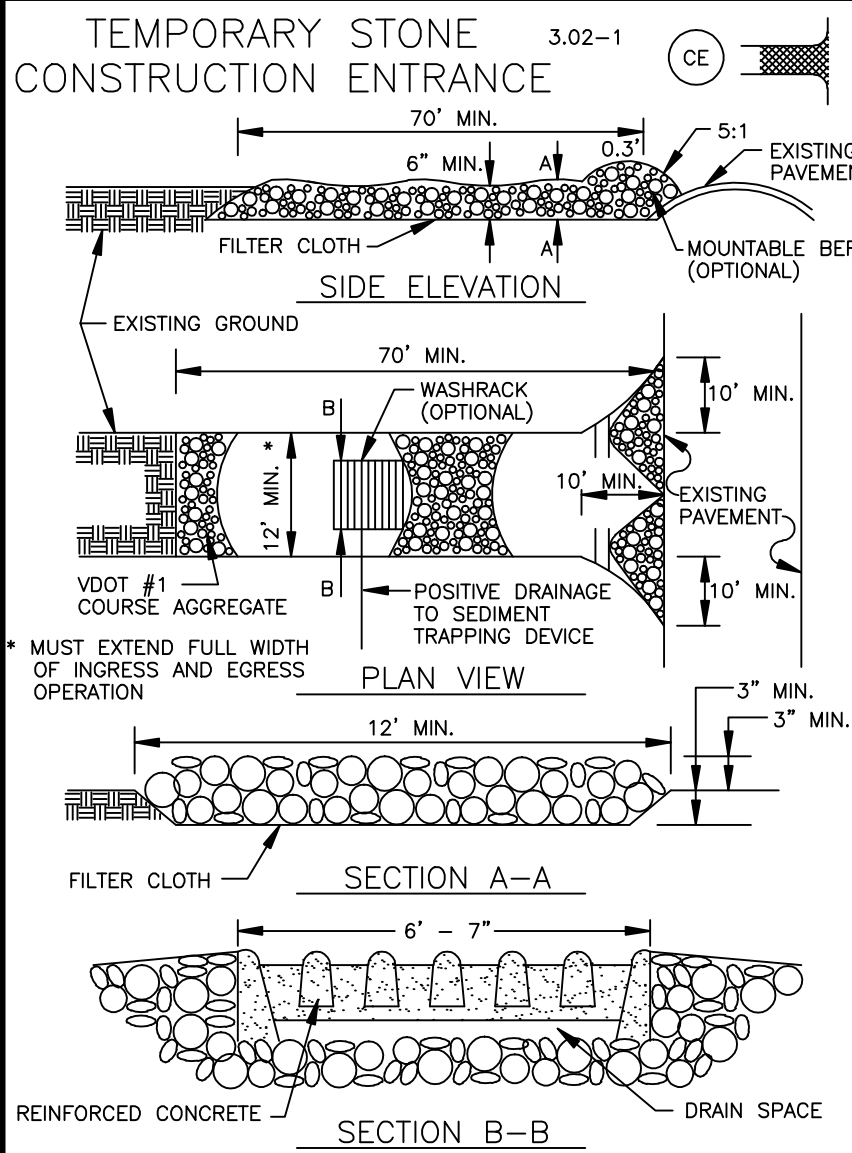 TEMPORARY STONE
CONSTRUCTION ENTRANCE
3.02-1
CE
70' MIN.
6" MIN.
A
0.3'
5:1
EXISTING
FILTER CLOTH
A
MOUNTABLE
(OPTIONAL)
SIDE ELEVATION
EXISTING GROUND
70' MIN.
B
WASHRACK
(OPTIONAL)
10' MIN.
12' MIN. *
10' MIN.
EXISTING
PAVEMENT
VDOT #1
COURSE AGGREGATE
B
POSITIVE DRAINAGE
TO SEDIMENT
TRAPPING DEVICE
10' MIN.
* MUST EXTEND FULL WIDTH
OF INGRESS AND EGRESS
OPERATION
PLAN VIEW
3" MIN.
3" MIN.
12' MIN.
FILTER CLOTH
SECTION A-A
6' - 7"
REINFORCED CONCRETE
DRAIN SPACE
SECTION B-B